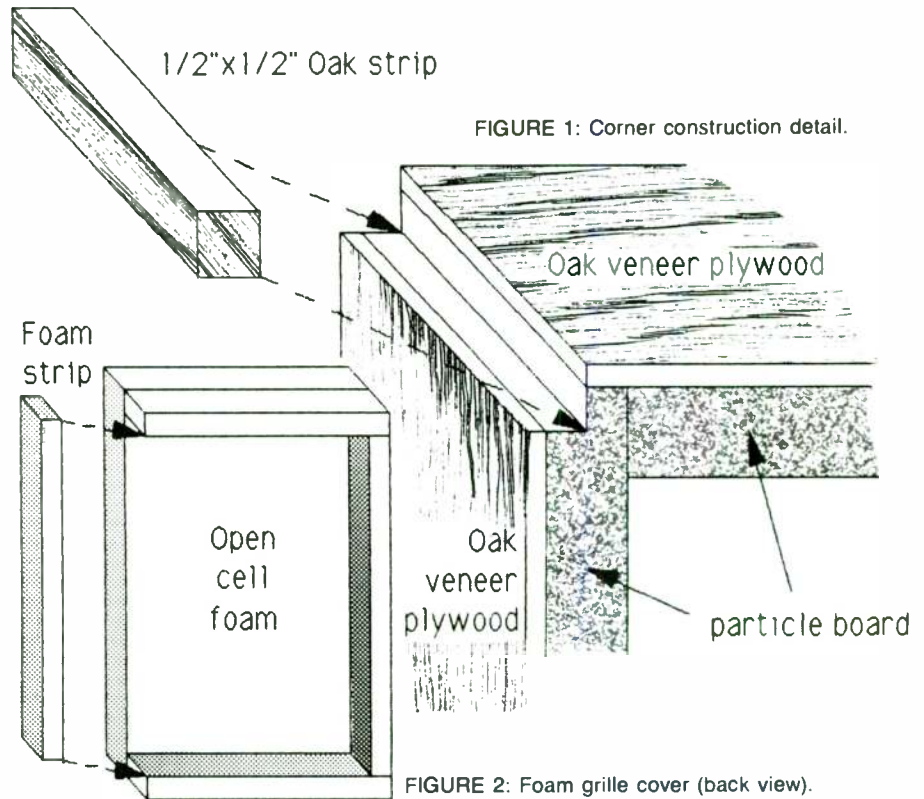 1/2"x1/2" Oak strip
FIGURE 1: Corner construction detail.
Oak veneer plywood
Foam
strip
Open
cell
foam
Oak
veneer
plywood
particle board
FIGURE 2: Foam grille cover (back view).